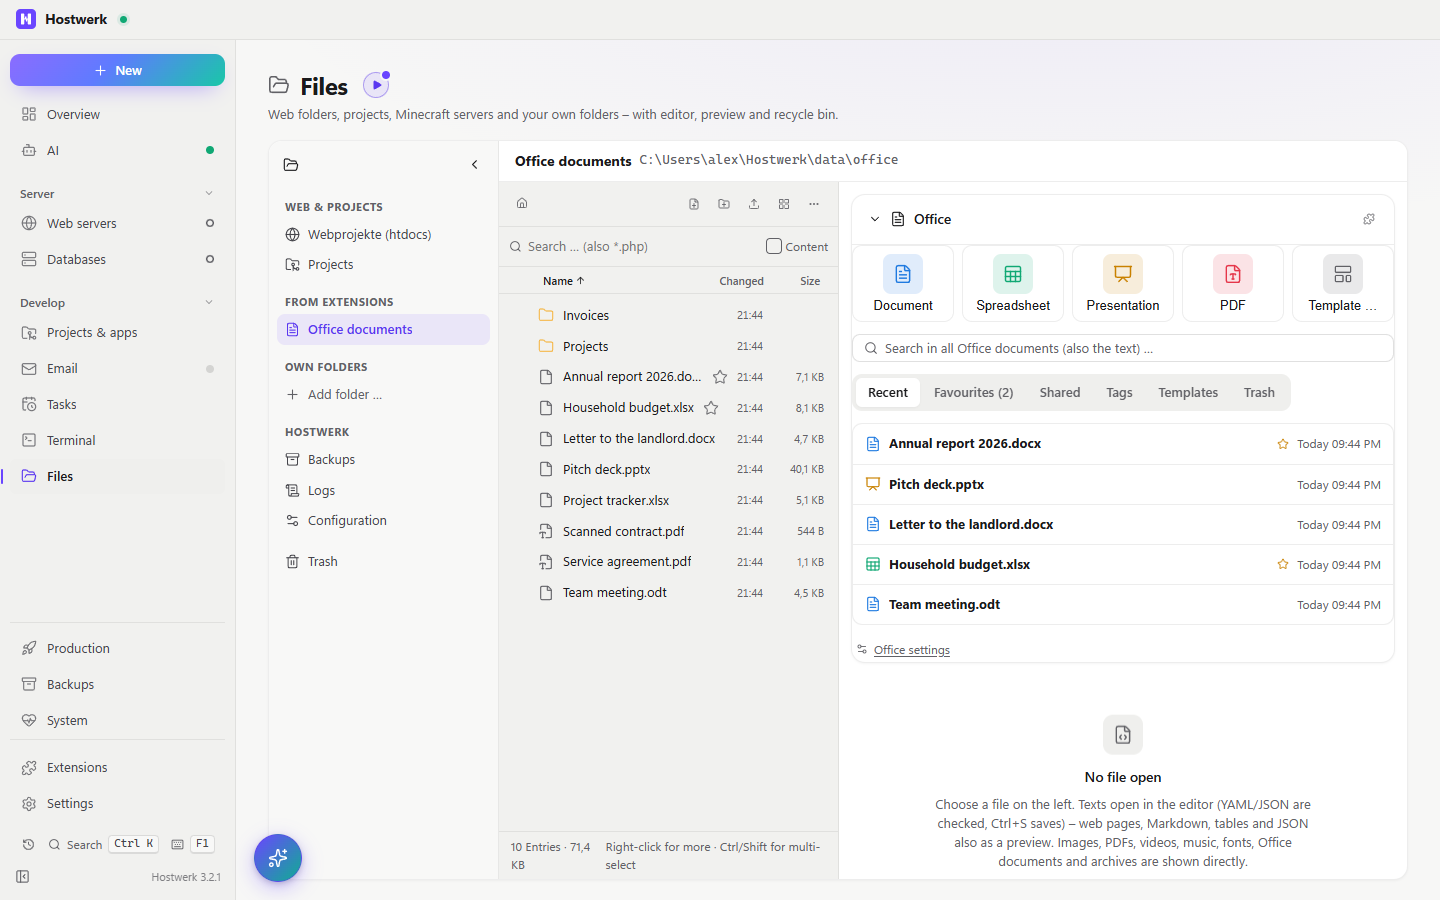 Hostwerk
New
Overview
AI
Server
Web servers
Databases
Develop
Projects & apps
Email
Tasks
Terminal
Files
Production
Backups
System
Extensions
Settings
Search Ctrl K F1
Hostwerk 3.2.1
Files
Web folders, projects, Minecraft servers and your own folders – with editor, preview and recycle bin.
WEB & PROJECTS
Webprojekte (htdocs)
Projects
FROM EXTENSIONS
Office documents
OWN FOLDERS
Add folder ...
HOSTWERK
Backups
Logs
Configuration
Trash
Office documents C:\Users\alex\Hostwerk\data\office
Search ... (also *.php) Content
Name Changed Size
Invoices 21:44
Projects 21:44
Annual report 2026.do... 21:44 7,1 KB
Household budget.xlsx 21:44 8,1 KB
Letter to the landlord.docx 21:44 4,7 KB
Pitch deck.pptx 21:44 40,1 KB
Project tracker.xlsx 21:44 5,1 KB
Scanned contract.pdf 21:44 544 B
Service agreement.pdf 21:44 1,1 KB
Team meeting.odt 21:44 4,5 KB
10 Entries · 71,4
KB
Right-click for more · Ctrl/Shift for multi-
select
Office
Document Spreadsheet Presentation PDF Template ...
Search in all Office documents (also the text) ...
Recent Favourites (2) Shared Tags Templates Trash
Annual report 2026.docx Today 09:44 PM
Pitch deck.pptx Today 09:44 PM
Letter to the landlord.docx Today 09:44 PM
Household budget.xlsx Today 09:44 PM
Team meeting.odt Today 09:44 PM
Office settings
No file open
Choose a file on the left. Texts open in the editor (YAML/JSON are
checked, Ctrl+S saves) – web pages, Markdown, tables and JSON
also as a preview. Images, PDFs, videos, music, fonts, Office
documents and archives are shown directly.